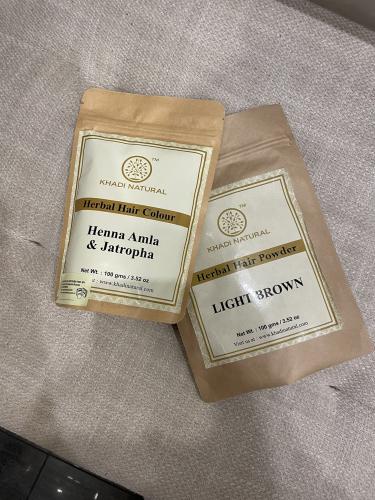 TM
KHADI NATURAL
Herbal Hair Colour
Henna Amla
& Jatropha
Net Wt. : 100 gms / 3.52 oz
: www.khadinatural.com
TM
KHADI NATURAL
Herbal Hair Powder
LIGHT BROWN
Net Wt. : 100 gms / 3.52 oz
Visit us at : www.khadinatural.com